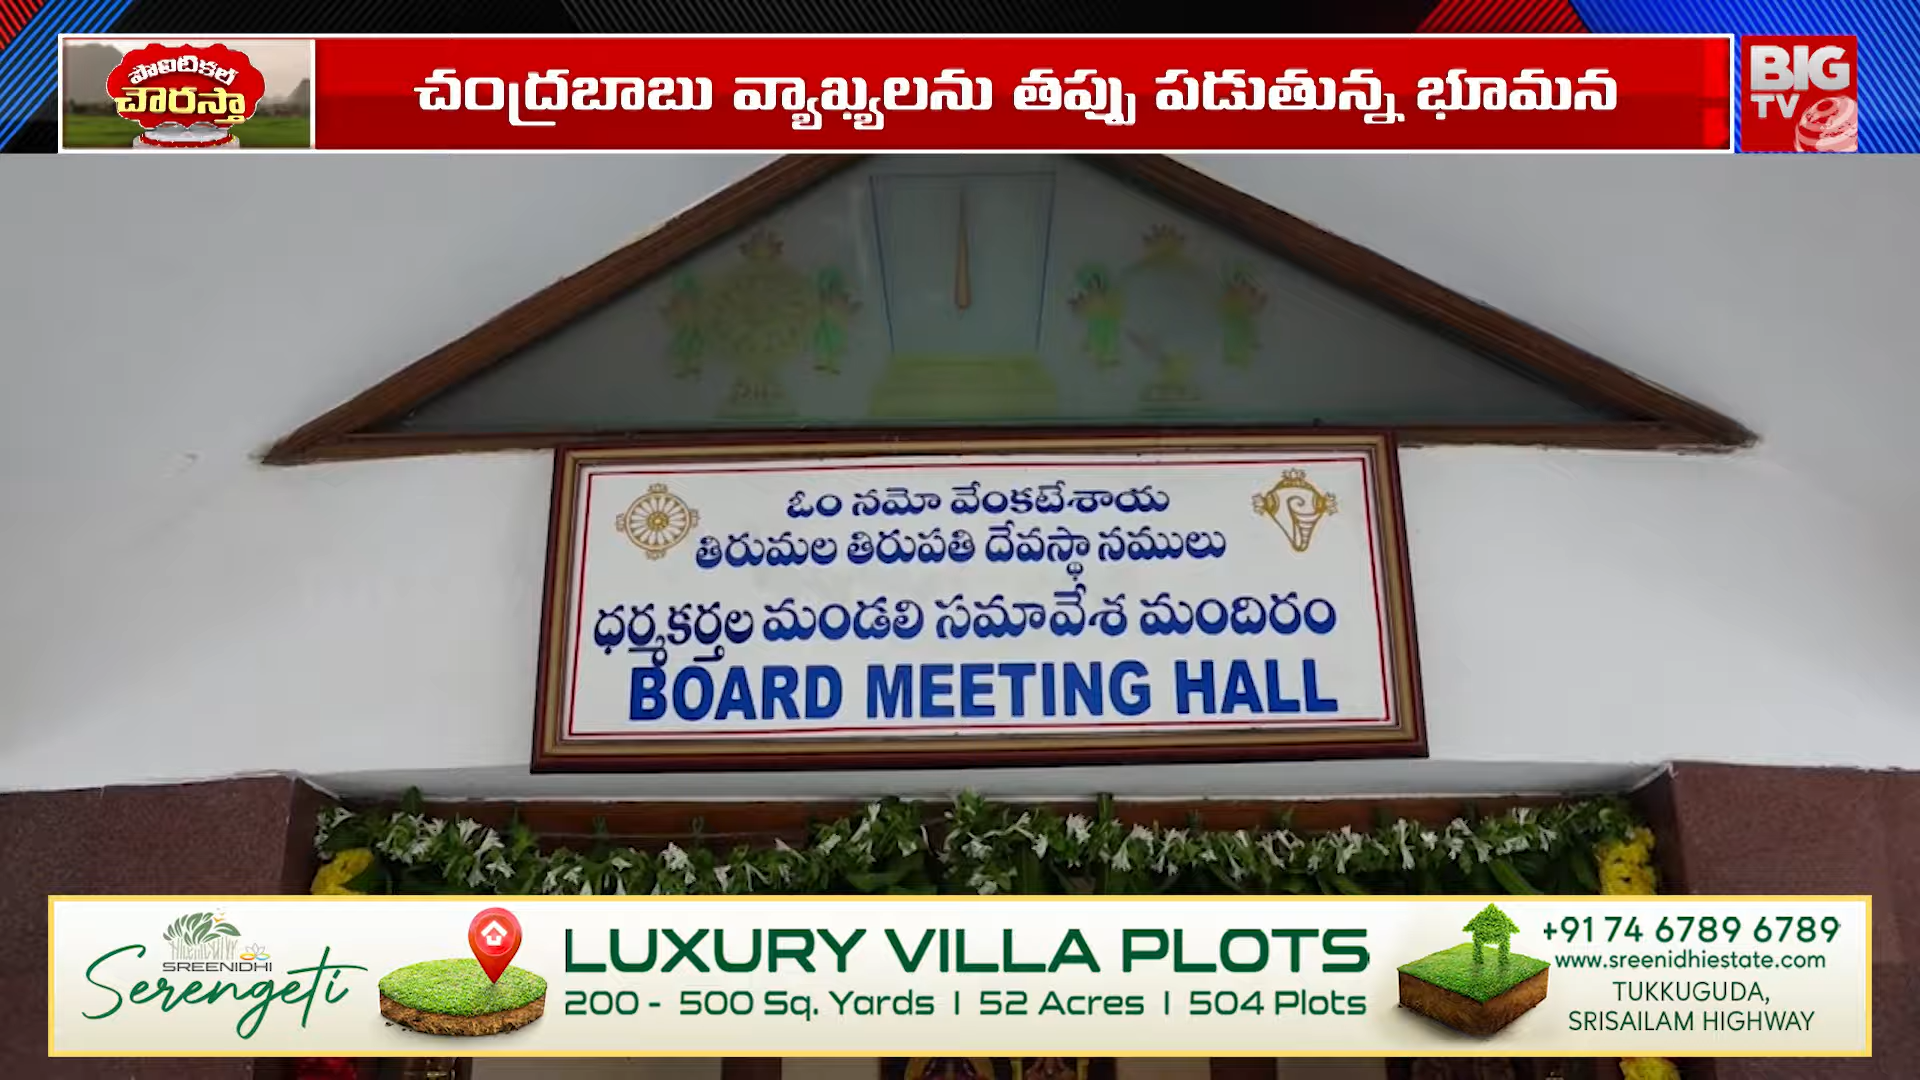 పొలిటికల్
చౌరస్తా
చంద్రబాబు వ్యాఖ్యలను తప్పు పడుతున్న భూమన
BIG
TV
ఓం నమో వేంకటేశాయ
తిరుమల తిరుపతి దేవస్థానములు
ధర్మకర్తల మండలి సమావేశ మందిరం
BOARD MEETING HALL
SREENIDHI
Serengeti
LUXURY VILLA PLOTS
200 - 500 Sq. Yards | 52 Acres | 504 Plots
+91 74 6789 6789
www.sreenidhiestate.com
TUKKUGUDA,
SRISAILAM HIGHWAY